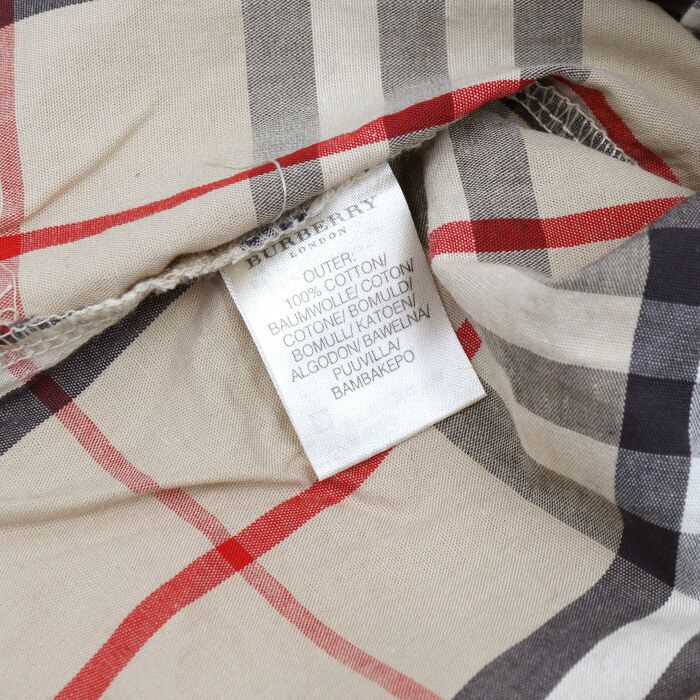 BURBERRY
LONDON
OUTER:
100% COTTON/
BAUMWOLLE/COTON/
COTONE/BOMULD/
BOMULL/KATOEN/
ALGODON/BAWELNA/
PUUVILLA/
BAMBAKEPO